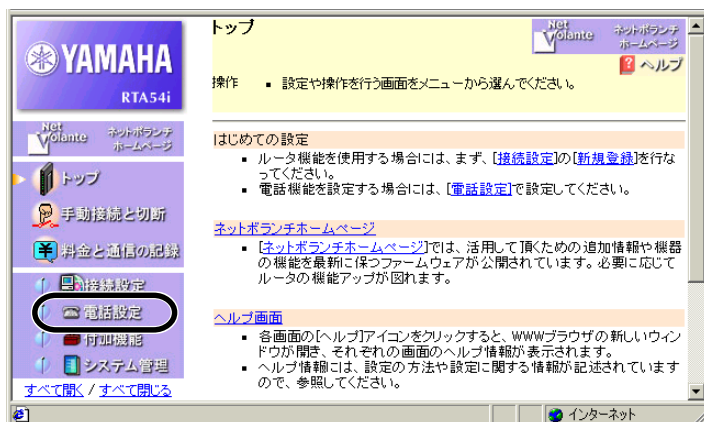 YAMAHA
RTA54i
Net Volante ネットボランチ
ホームページ
トップ
手動接続と切断
料金と通信の記録
接続設定
電話設定
付加機能
システム管理
すべて開く / すべて閉じる
トップ
Net Volante ネットボランチ
ホームページ
ヘルプ
操作 ▪ 設定や操作を行う画面をメニューから選んでください。
はじめての設定
▪ ルータ機能を使用する場合には、まず、[接続設定]の[新規登録]を行な
ってください。
▪ 電話機能を設定する場合には、[電話設定]で設定してください。
ネットボランチホームページ
▪ [ネットボランチホームページ]では、活用して頂くための追加情報や機器
の機能を最新に保つファームウェアが公開されています。必要に応じて
ルータの機能アップが図れます。
ヘルプ画面
▪ 各画面の[ヘルプ]アイコンをクリックすると、WWWブラウザの新しいウィン
ドウが開き、それぞれの画面のヘルプ情報が表示されます。
▪ ヘルプ情報には、設定の方法や設定に関する情報が記述されています
ので、参照してください。
インターネット